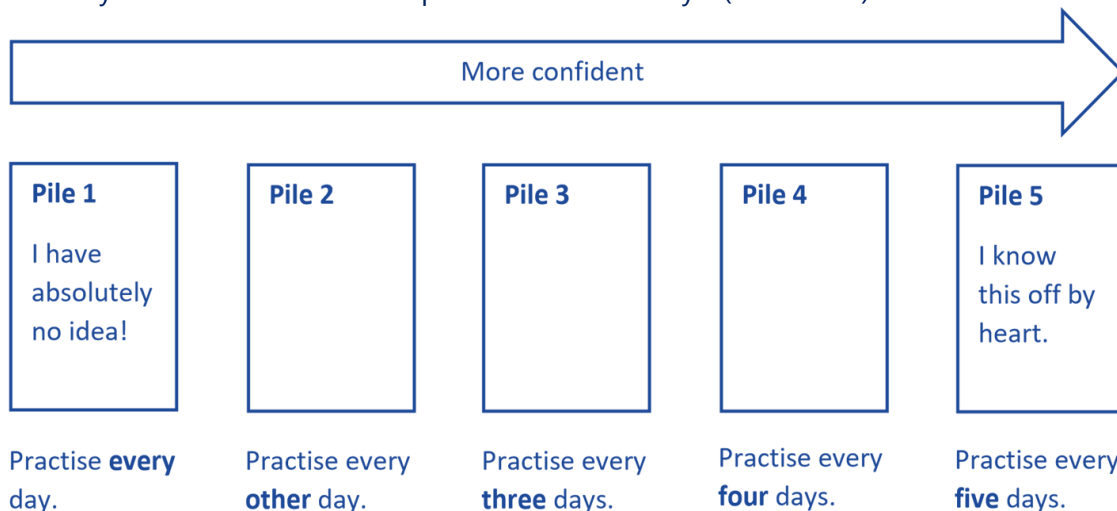 More confident
Pile 1
I have
absolutely
no idea!
Practise every
day.
Pile 2
Practise every
other day.
Pile 3
Practise every
three days.
Pile 4
Practise every
four days.
Pile 5
I know
this off by
heart.
Practise every
five days.